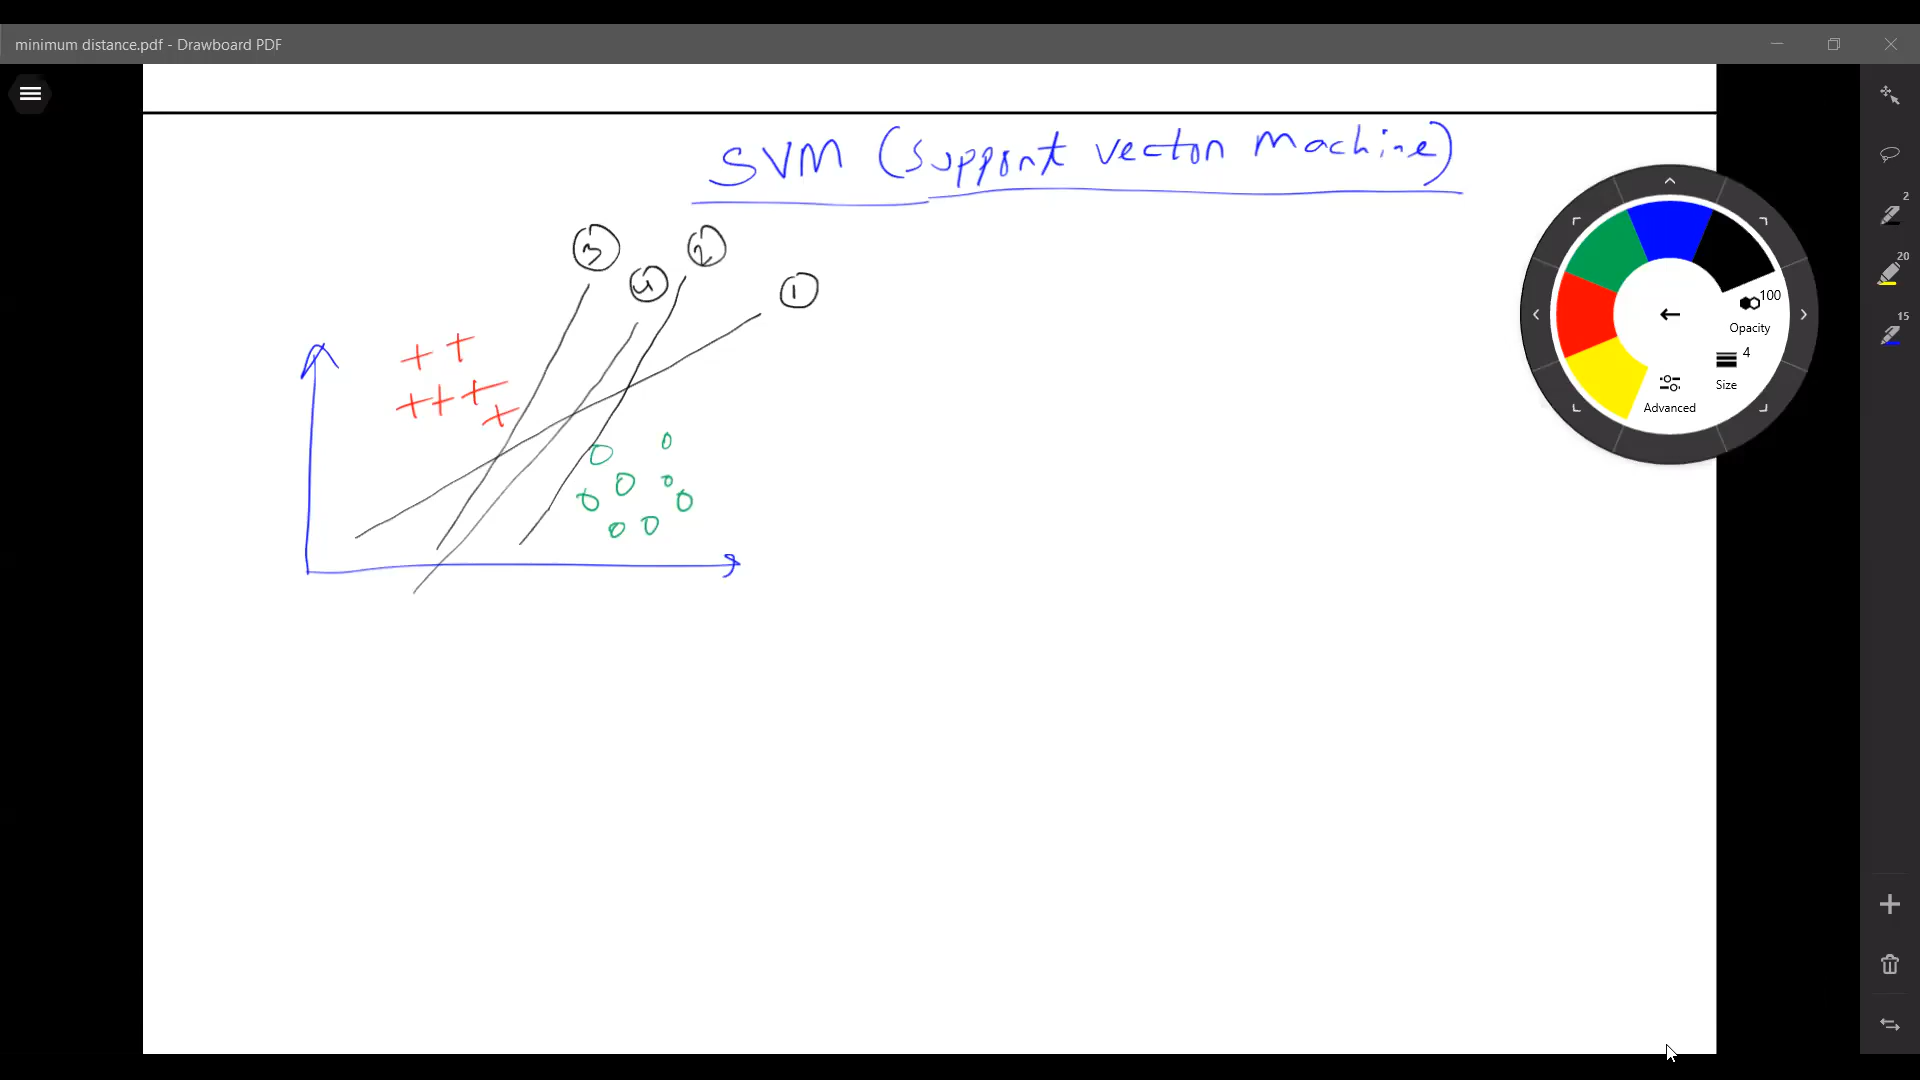 minimum distance.pdf - Drawboard PDF
SVM (Support vector Machine)
3
2
4
1
2
20
15
100
Opacity
4
Size
Advanced